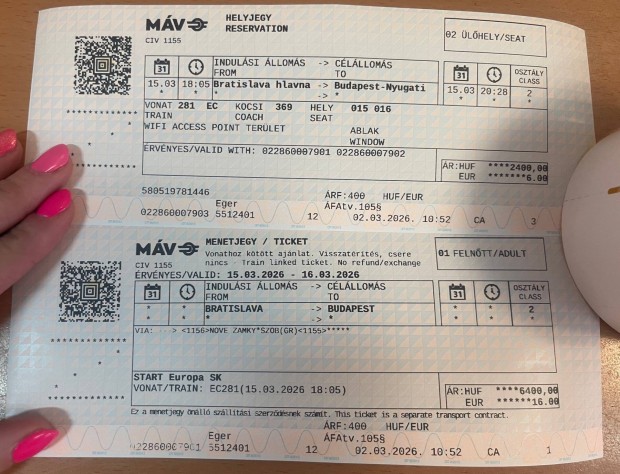 MÁV HELYJEGY
RESERVATION
CIV 1155
02 ÜLŐHELY/SEAT
31 INDULÁSI ÁLLOMÁS -> CÉLÁLLOMÁS 31 OSZTÁLY
FROM TO CLASS
15.03 18:05 Bratislava hlavna -> Budapest-Nyugati 15.03 20:28 2
* * * -> * * * *
VONAT 281 EC KOCSI 369 HELY 015 016
TRAIN COACH SEAT
WIFI ACCESS POINT TERÜLET ABLAK
WINDOW
ÉRVÉNYES/VALID WITH: 022860007901 022860007902
ÁR:HUF ****2400,00
EUR *******6.00
580519781446 ÁRF:400 HUF/EUR
Eger ÁFAtv.105§
022860007903 5512401 12 02.03.2026. 10:52 CA 3
MÁV MENETJEGY / TICKET
CIV 1155 Vonathoz kötött ajánlat. Visszatérítés, csere
nincs - Train linked ticket. No refund/exchange
01 FELNŐTT/ADULT
ÉRVÉNYES/VALID: 15.03.2026 - 16.03.2026
31 INDULÁSI ÁLLOMÁS -> CÉLÁLLOMÁS 31 OSZTÁLY
FROM TO CLASS
* * BRATISLAVA -> BUDAPEST * * 2
* * * -> * * * *
VIA: --> <1156>NOVE ZAMKY*SZOB(GR)<1155>*****
START Europa SK
VONAT/TRAIN: EC281(15.03.2026 18:05)
ÁR:HUF ****6400,00
EUR ******16.00
Ez a menetjegy önálló szállítási szerződésnek számít. This ticket is a separate transport contract.
ÁRF:400 HUF/EUR
Eger ÁFAtv.105§
022860007901 5512401 12 02.03.2026. 10:52 CA 1